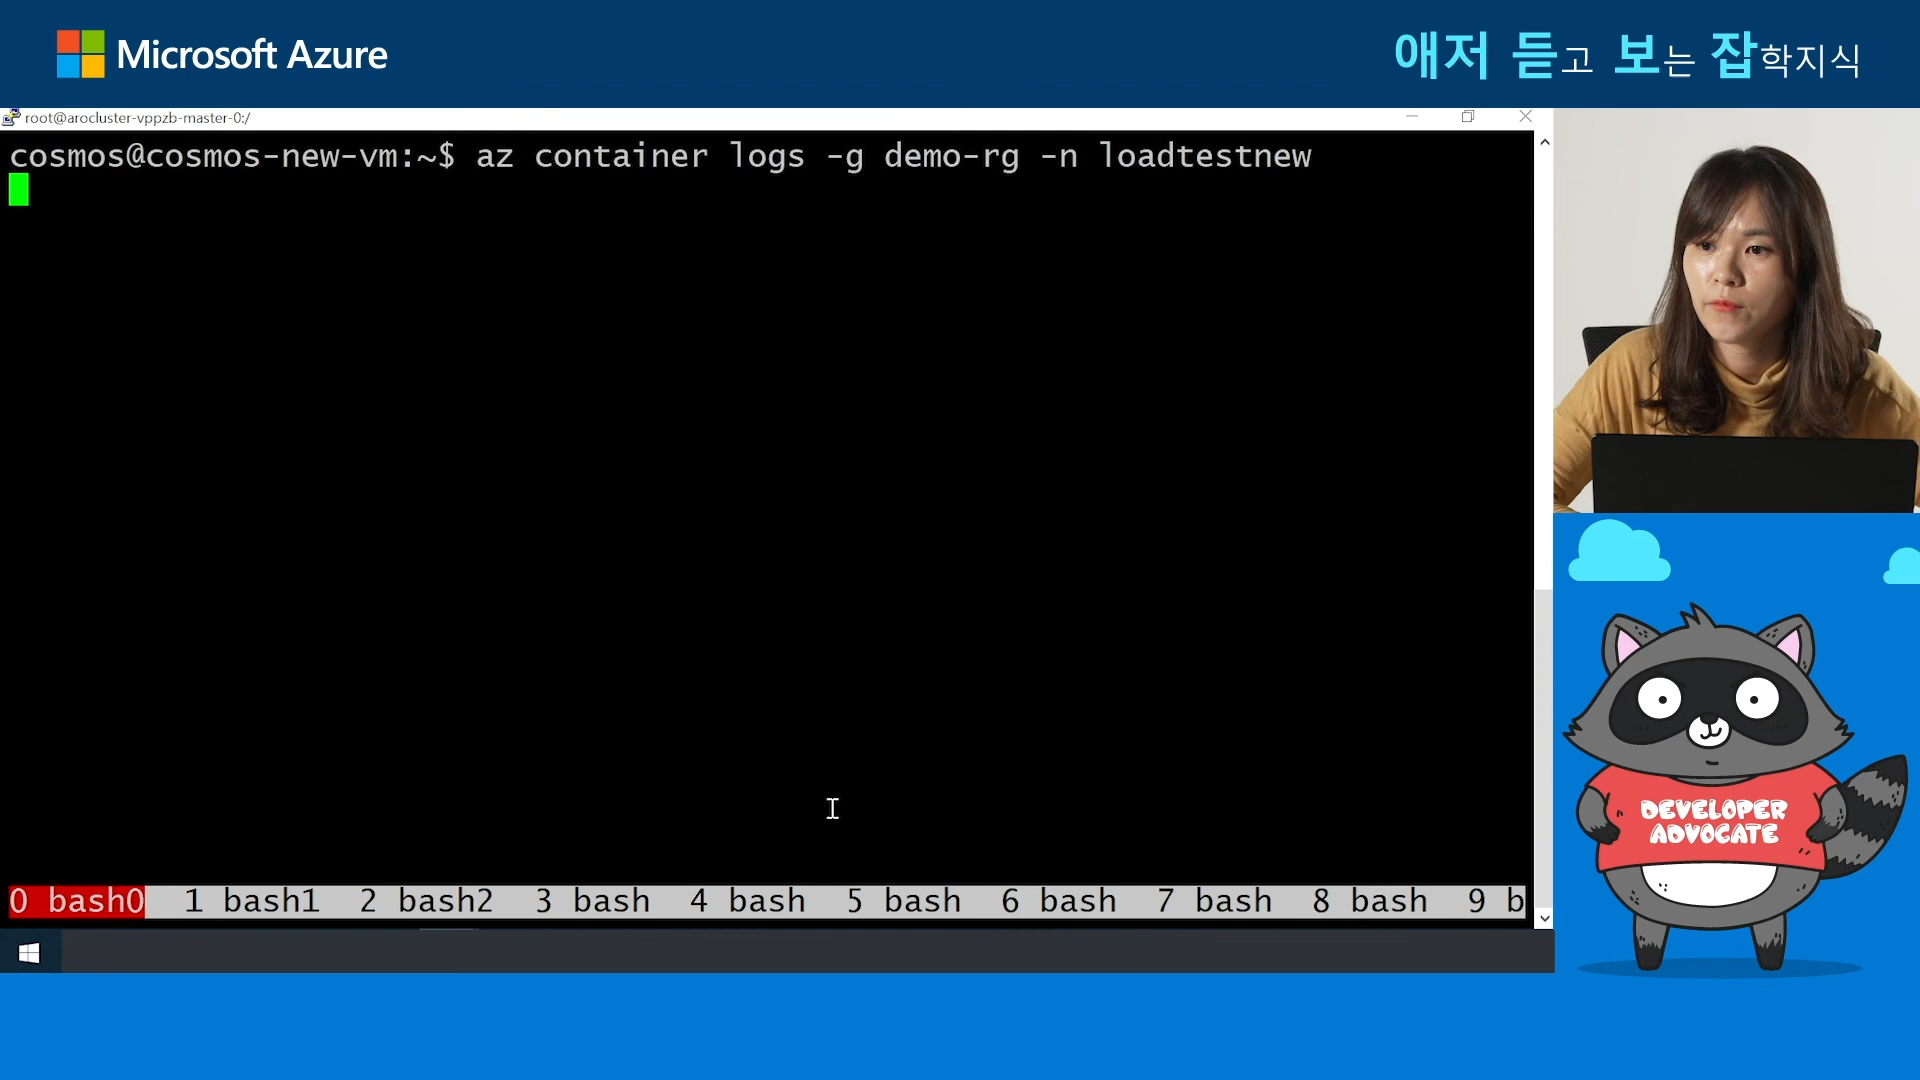 Microsoft Azure
애저 듣고 보는 잡학지식
root@arocluster-vppzb-master-0:/
cosmos@cosmos-new-vm:~$ az container logs -g demo-rg -n loadtestnew
0 bash0 1 bash1 2 bash2 3 bash 4 bash 5 bash 6 bash 7 bash 8 bash 9 b
DEVELOPER
ADVOCATE